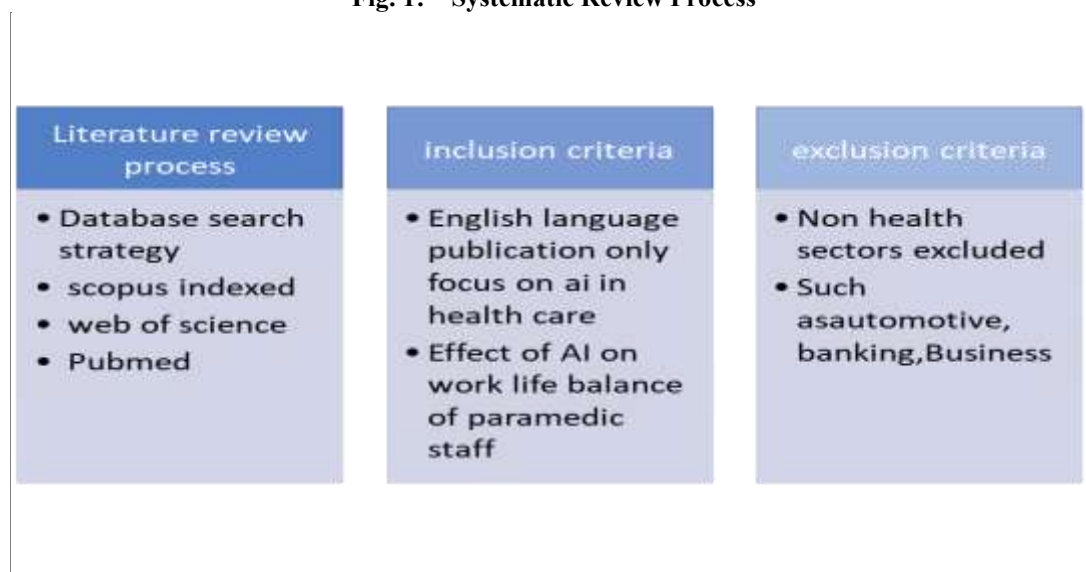 Fig. 1. Systematic Review Process
Literature review
process
• Database search
strategy
• scopus indexed
• web of science
• Pubmed
inclusion criteria
• English language
publication only
focus on ai in
health care
• Effect of AI on
work life balance
of paramedic
staff
exclusion criteria
• Non health
sectors excluded
• Such
asautomotive,
banking,Business